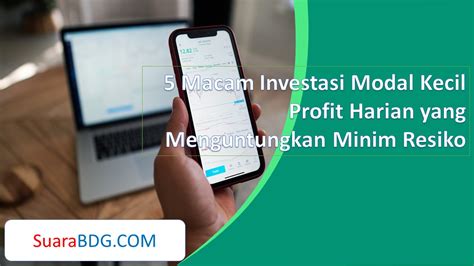 5 Macam Investasi Modal Kecil
Profit Harian yang
Menguntungkan Minim Resiko
SuaraBDG.COM